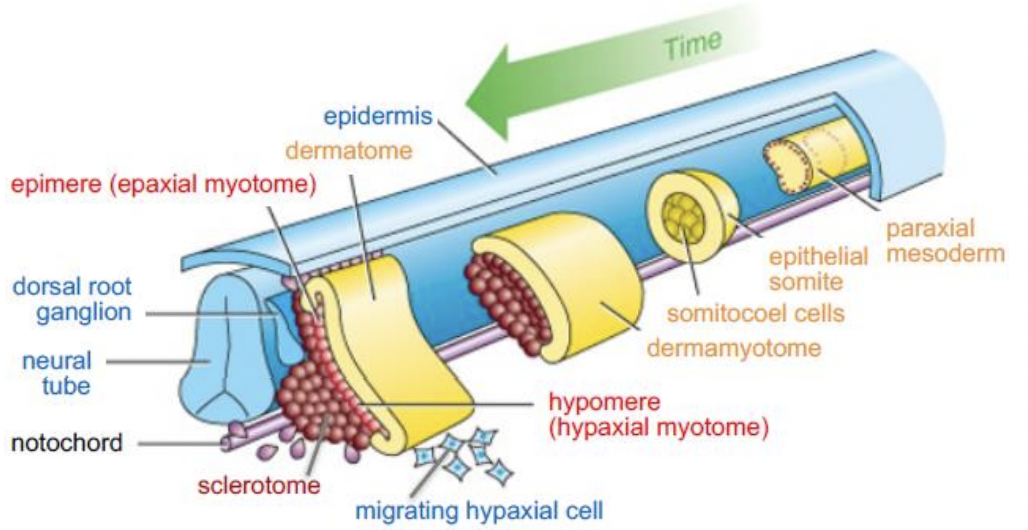 Time
epidermis
dermatome
epimere (epaxial myotome)
dorsal root
ganglion
neural
tube
notochord
sclerotome
migrating hypaxial cell
hypomere
(hypaxial myotome)
dermamyotome
somitocoel cells
epithelial
somite
paraxial
mesoderm